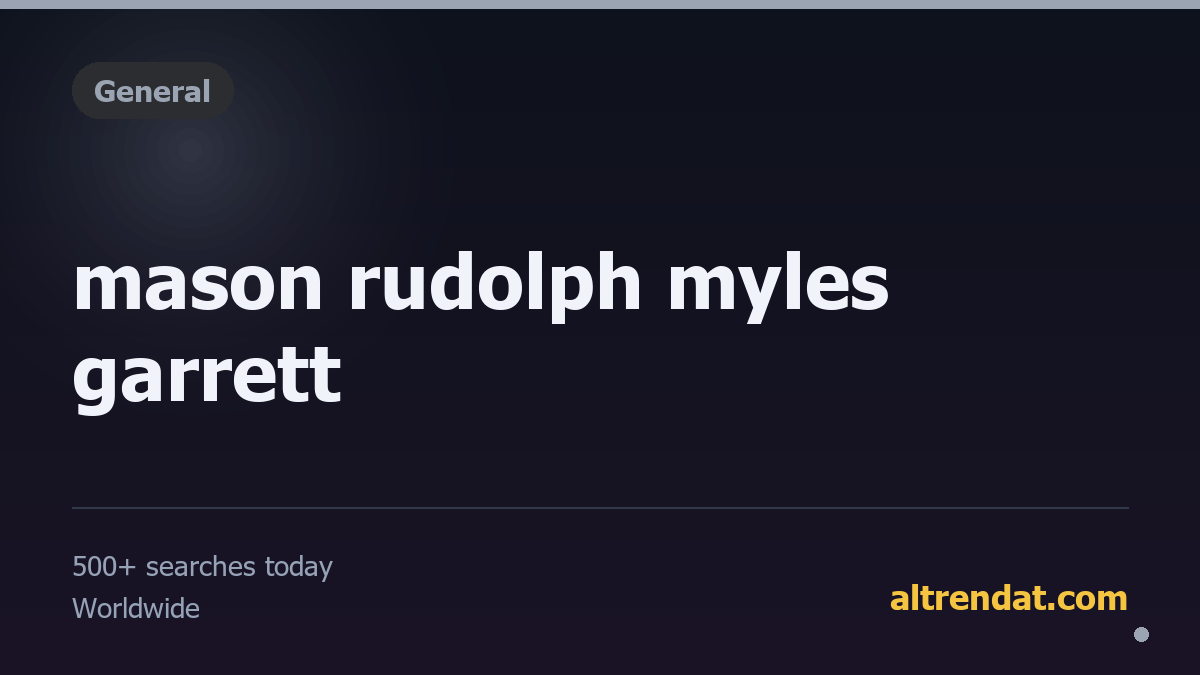 General
mason rudolph myles
garrett
500+ searches today
Worldwide
altrendat.com